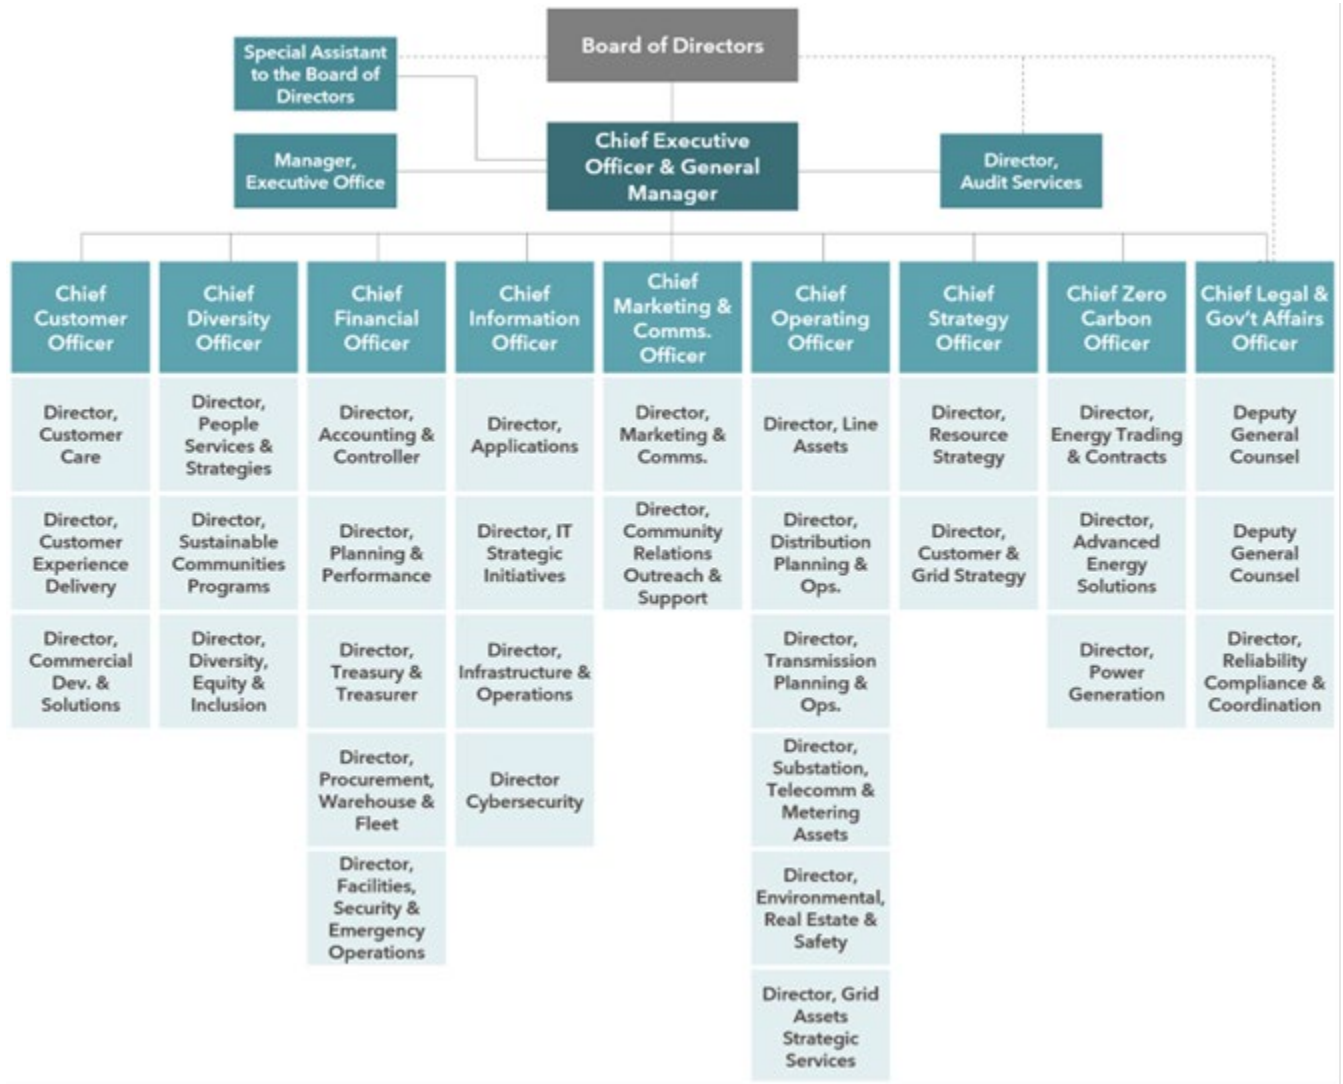 Board of Directors
Special Assistant
to the Board of
Directors
Chief Executive
Officer & General
Manager
Manager,
Executive Office
Director,
Audit Services
Chief
Customer
Officer
Director,
Customer
Care
Director,
Customer
Experience
Delivery
Director,
Commercial
Dev. &
Solutions
Chief
Diversity
Officer
Director,
People
Services &
Strategies
Director,
Sustainable
Communities
Programs
Director,
Diversity,
Equity &
Inclusion
Chief
Financial
Officer
Director,
Accounting &
Controller
Director,
Planning &
Performance
Director,
Treasury &
Treasurer
Director,
Procurement,
Warehouse &
Fleet
Director,
Facilities,
Security &
Emergency
Operations
Chief
Information
Officer
Director,
Applications
Director, IT
Strategic
Initiatives
Director,
Infrastructure &
Operations
Director
Cybersecurity
Chief
Marketing &
Comms.
Officer
Director,
Marketing &
Comms.
Director,
Community
Relations
Outreach &
Support
Chief
Operating
Officer
Director, Line
Assets
Director,
Distribution
Planning &
Ops.
Director,
Transmission
Planning &
Ops.
Director,
Substation,
Telecomm &
Metering
Assets
Director,
Environmental,
Real Estate &
Safety
Director, Grid
Assets
Strategic
Services
Chief
Strategy
Officer
Director,
Resource
Strategy
Director,
Customer &
Grid Strategy
Chief Zero
Carbon
Officer
Director,
Energy Trading
& Contracts
Director,
Advanced
Energy
Solutions
Director,
Power
Generation
Chief Legal &
Gov't Affairs
Officer
Deputy
General
Counsel
Deputy
General
Counsel
Director,
Reliability
Compliance &
Coordination